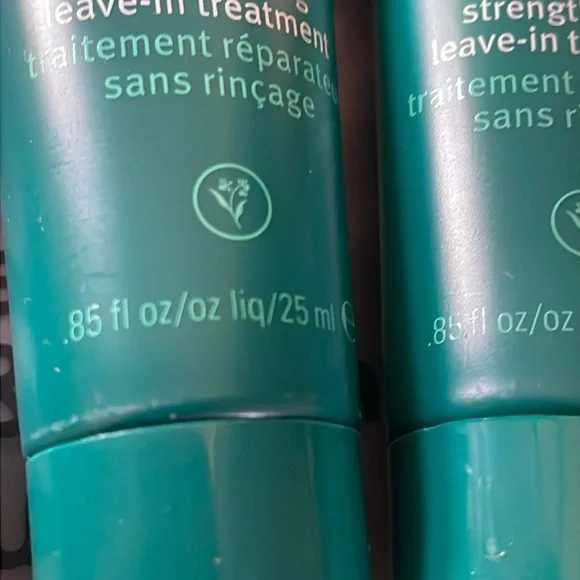 leave-in treatment
traitement réparateu
sans rinçage
.85 fl oz/oz liq/25 ml e
strengt
leave-in t
traitement
sans r
.85 fl oz/oz